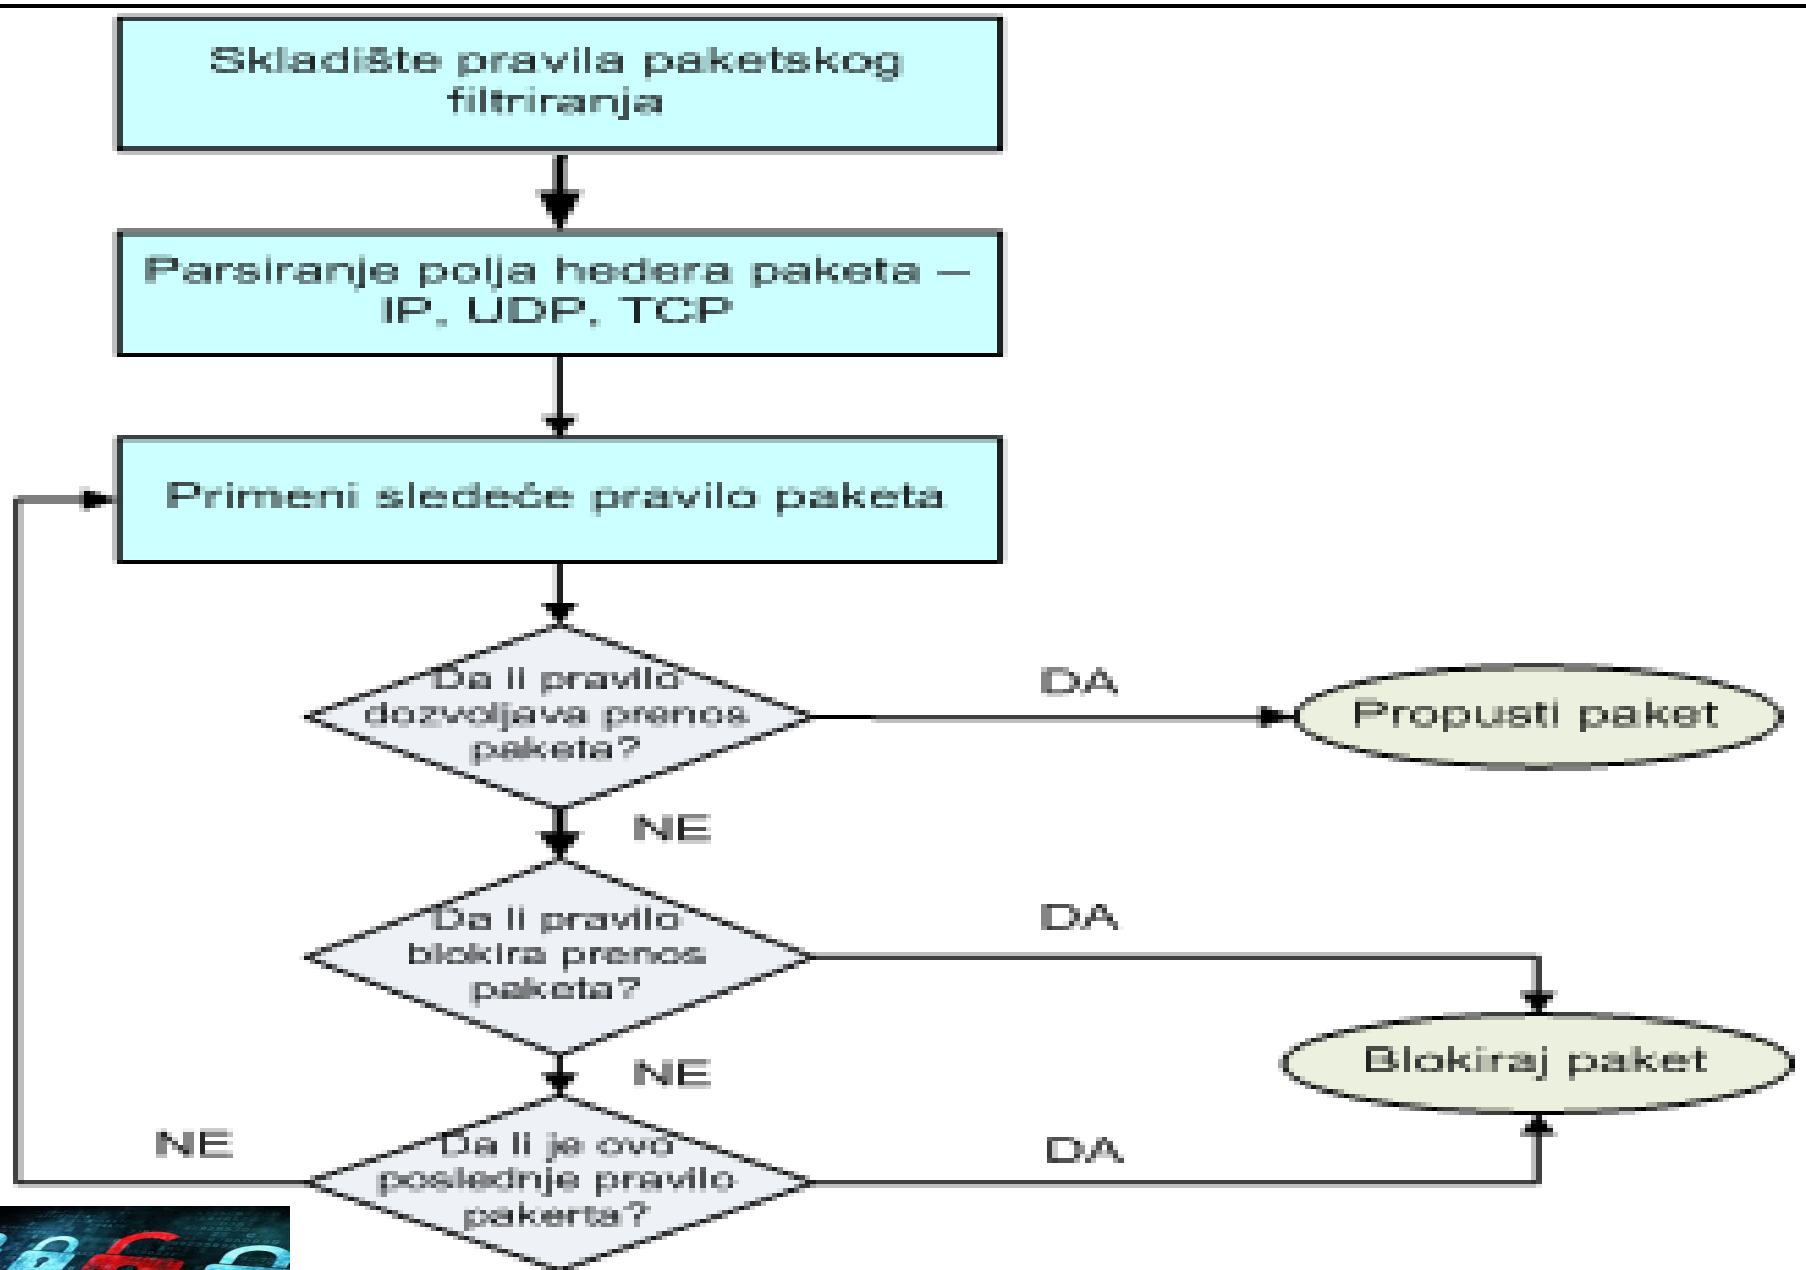 Skladište pravila paketskog
filtriranja
Parsiranje polja hedera paketa –
IP, UDP, TCP
Primeni sledeće pravilo paketa
Da li pravilo
dozvoljava prenos
paketa?
DA
Propusti paket
NE
Da li pravilo
blokira prenos
paketa?
DA
Blokiraj paket
NE
Da li je ovo
poslednje pravilo
pakerta?
NE
DA